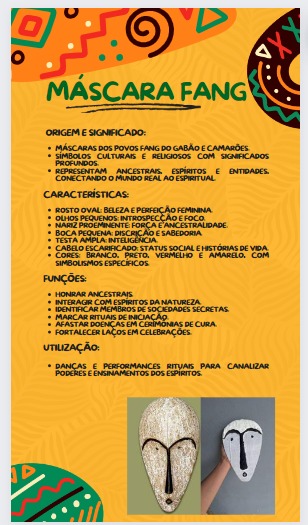 MÁSCARA FANG
ORIGEM E SIGNIFICADO:
• MÁSCARAS DOS POVOS FANG DO GABÃO E CAMARÕES.
• SÍMBOLOS CULTURAIS E RELIGIOSOS COM SIGNIFICADOS
PROFUNDOS.
• REPRESENTAM ANCESTRAIS, ESPÍRITOS E ENTIDADES,
CONECTANDO O MUNDO REAL AO ESPIRITUAL.
CARACTERÍSTICAS:
• ROSTO OVAL: BELEZA E PERFEIÇÃO FEMININA.
• OLHOS PEQUENOS: INTROSPECÇÃO E FOCO.
• NARIZ PROEMINENTE: FORÇA E ANCESTRALIDADE.
• BOCA PEQUENA: DISCRIÇÃO E SABEDORIA
• TESTA AMPLA: INTELIGÊNCIA.
• CABELO ESCARIFICADO: STATUS SOCIAL E HISTÓRIAS DE VIDA.
• CORES: BRANCO, PRETO, VERMELHO E AMARELO, COM
SIMBOLISMOS ESPECÍFICOS.
FUNÇÕES:
• HONRAR ANCESTRAIS.
• INTERAGIR COM ESPÍRITOS DA NATUREZA.
• IDENTIFICAR MEMBROS DE SOCIEDADES SECRETAS.
• MARCAR RITUAIS DE INICIAÇÃO.
• AFASTAR DOENÇAS EM CERIMÔNIAS DE CURA.
• FORTALECER LAÇOS EM CELEBRAÇÕES.
UTILIZAÇÃO:
• DANÇAS E PERFORMANCES RITUAIS PARA CANALIZAR
PODERES E ENSINAMENTOS DOS ESPÍRITOS.